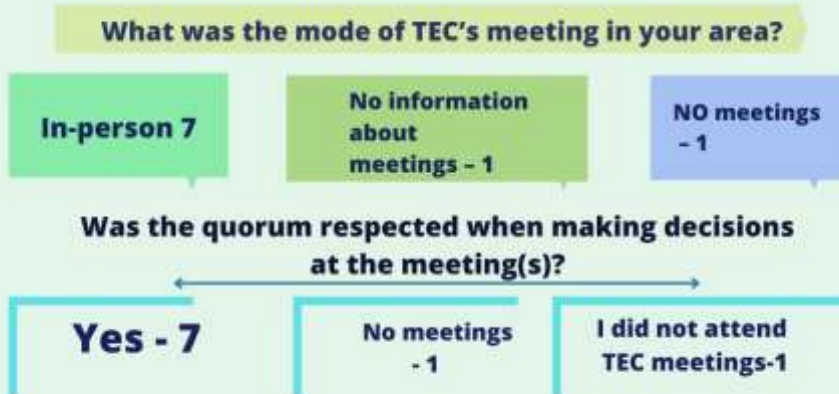 What was the mode of TEC's meeting in your area?
In-person 7
No information
about
meetings – 1
NO meetings
– 1
Was the quorum respected when making decisions
at the meeting(s)?
Yes - 7
No meetings
- 1
I did not attend
TEC meetings-1